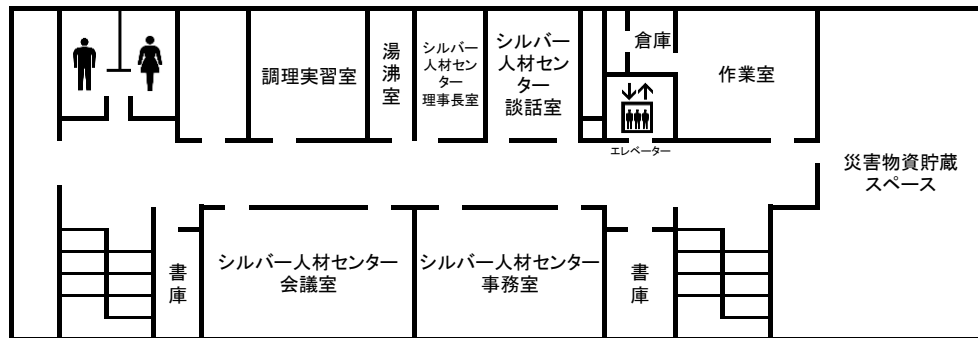 調理実習室
湯沸室
シルバー
人材セン
ター
理事長室
シルバー
人材セン
ター
談話室
倉庫
作業室
エレベーター
災害物資貯蔵
スペース
書庫
シルバー人材センター
会議室
シルバー人材センター
事務室
書庫